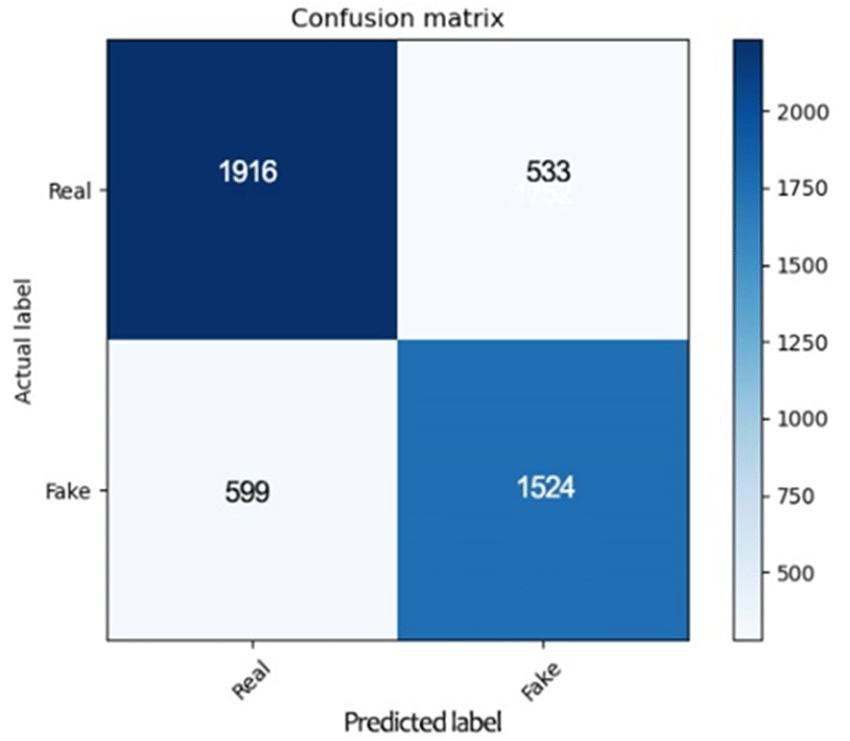 Confusion matrix
1916
533
1752
Real
599
1524
Fake
Actual label
Real
Fake
Predicted label
2000
1750
1500
1250
1000
750
500